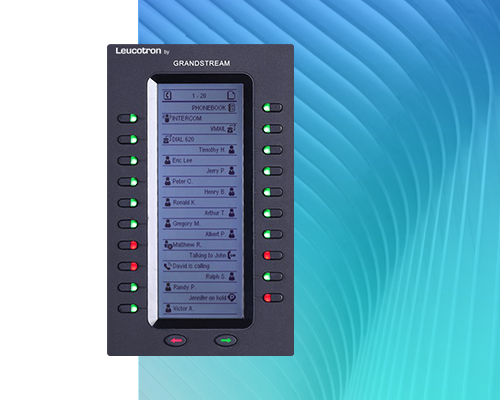 Leucotron by
GRANDSTREAM
1 - 20
PHONEBOOK
INTERCOM
VMAIL
DIAL 620
Timothy H.
Eric Lee
Jerry P.
Peter C.
Henry B.
Ronald K.
Arthur T.
Gregory M.
Albert P.
Matthew R.
Talking to John
David is calling
Ralph S.
Randy P.
Jennifer on hold
Victor A.